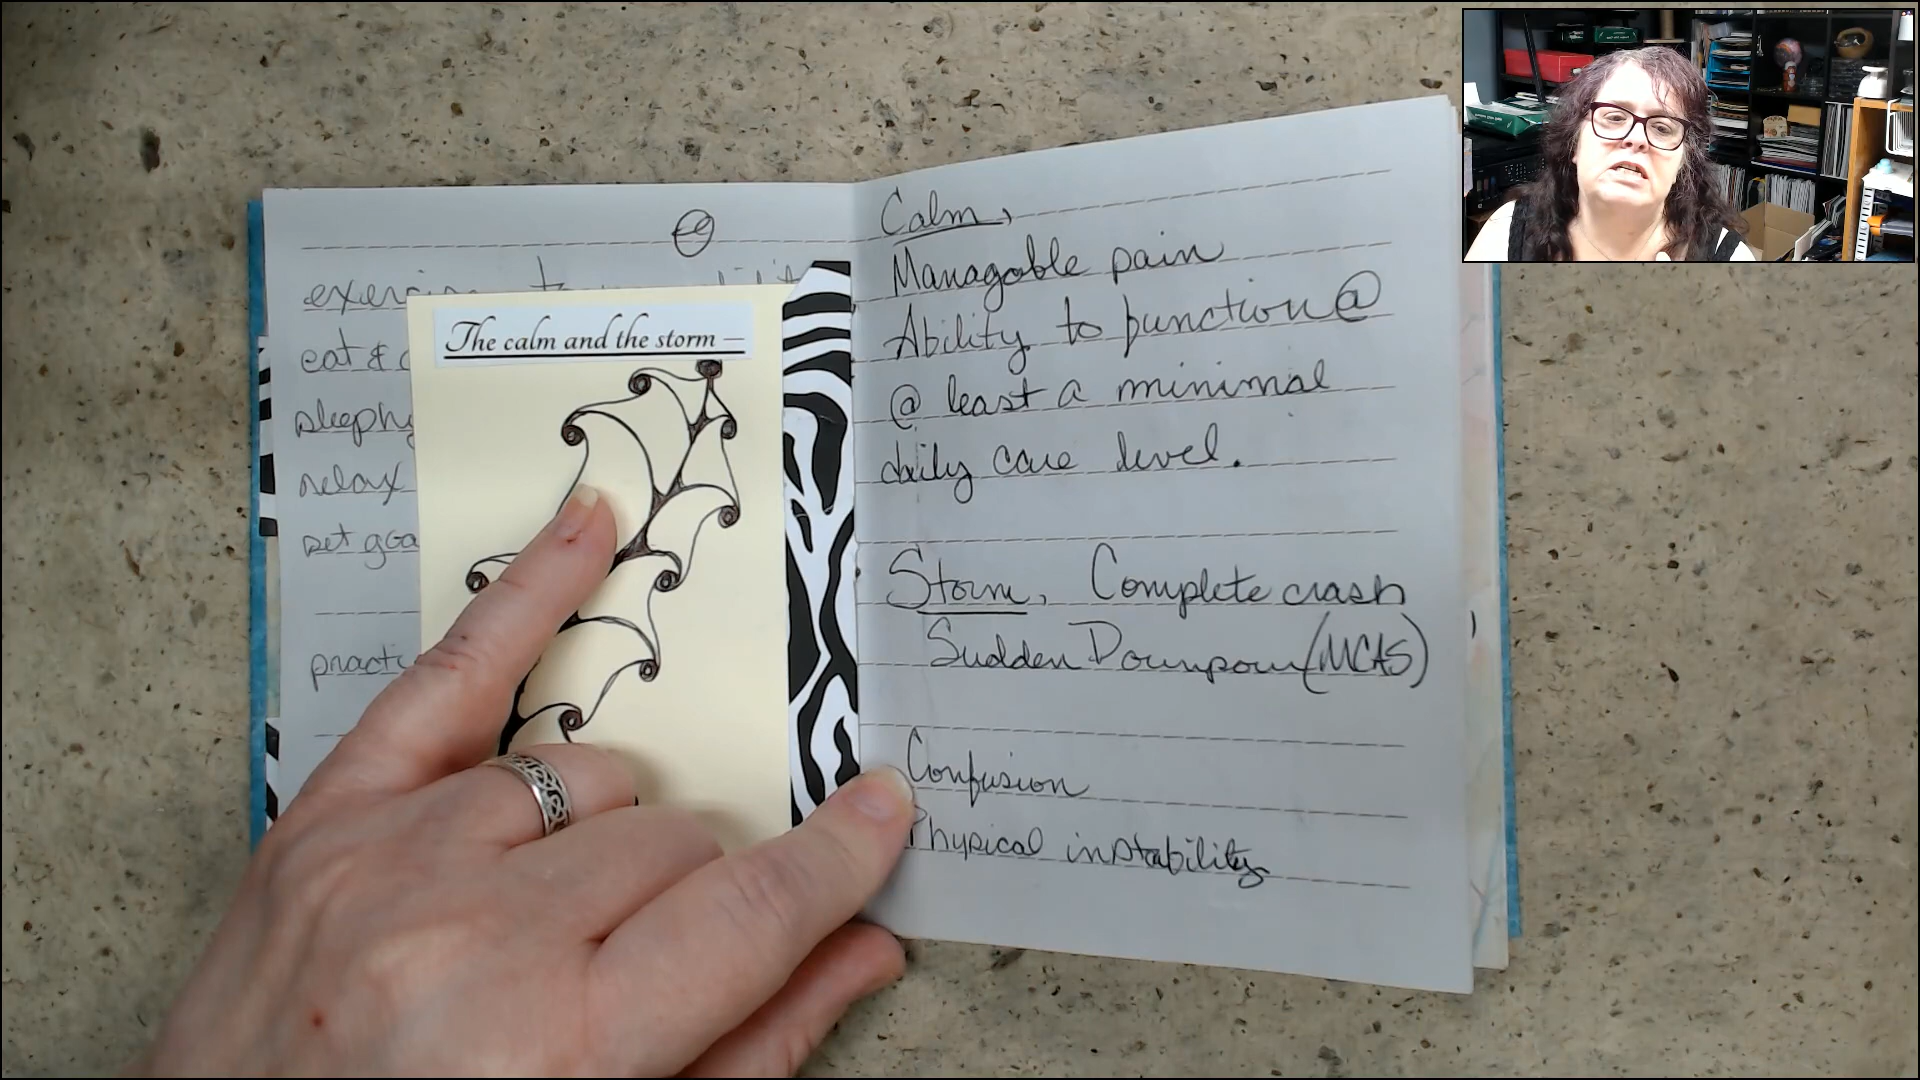 eat &
relax
set goa
practi
The calm and the storm —
Calm,
Managable pain
Ability to function @
@ least a minimal
daily care level.
Storm, Complete crash
Sudden Downpour (MCAS)
Confusion
Physical instability